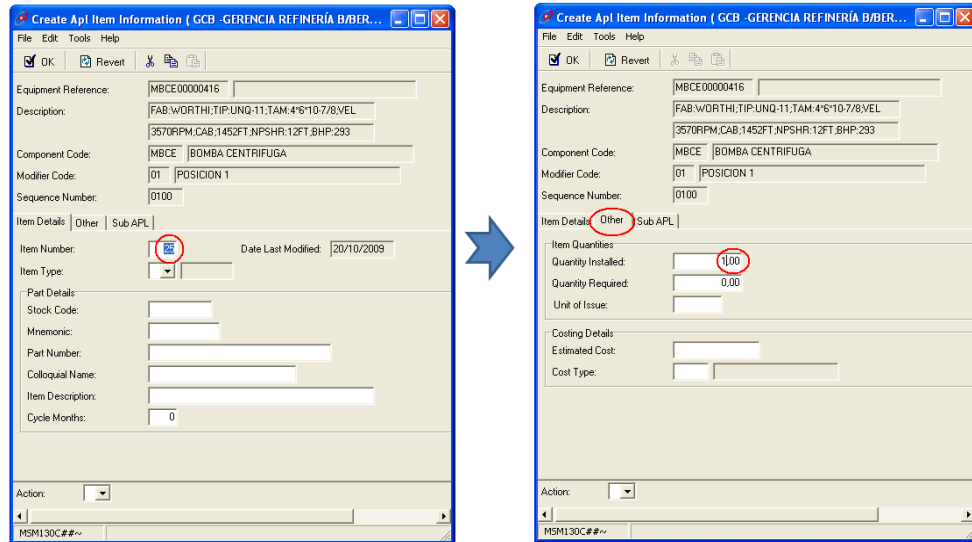 Create Apl Item Information ( GCB -GERENCIA REFINERÍA B/BER...
File Edit Tools Help
OK Revert
Equipment Reference: MBCE00000416
Description: FAB:WORTHI;TIP:UNQ-11;TAM:4*6*10-7/8;VEL
3570RPM;CAB;1452FT;NPSHR:12FT;BHP:293
Component Code: MBCE BOMBA CENTRIFUGA
Modifier Code: 01 POSICION 1
Sequence Number: 0100
Item Details Other Sub APL
Item Number: 25 Date Last Modified: 20/10/2009
Item Type:
Part Details
Stock Code:
Mnemonic:
Part Number:
Colloquial Name:
Item Description:
Cycle Months: 0
Action:
MSM130C##~
Create Apl Item Information ( GCB -GERENCIA REFINERÍA B/BER...
File Edit Tools Help
OK Revert
Equipment Reference: MBCE00000416
Description: FAB:WORTHI;TIP:UNQ-11;TAM:4*6*10-7/8;VEL
3570RPM;CAB;1452FT;NPSHR:12FT;BHP:293
Component Code: MBCE BOMBA CENTRIFUGA
Modifier Code: 01 POSICION 1
Sequence Number: 0100
Item Details Other Sub APL
Item Quantities
Quantity Installed: 1,00
Quantity Required: 0,00
Unit of Issue:
Costing Details
Estimated Cost:
Cost Type:
Action:
MSM130C##~